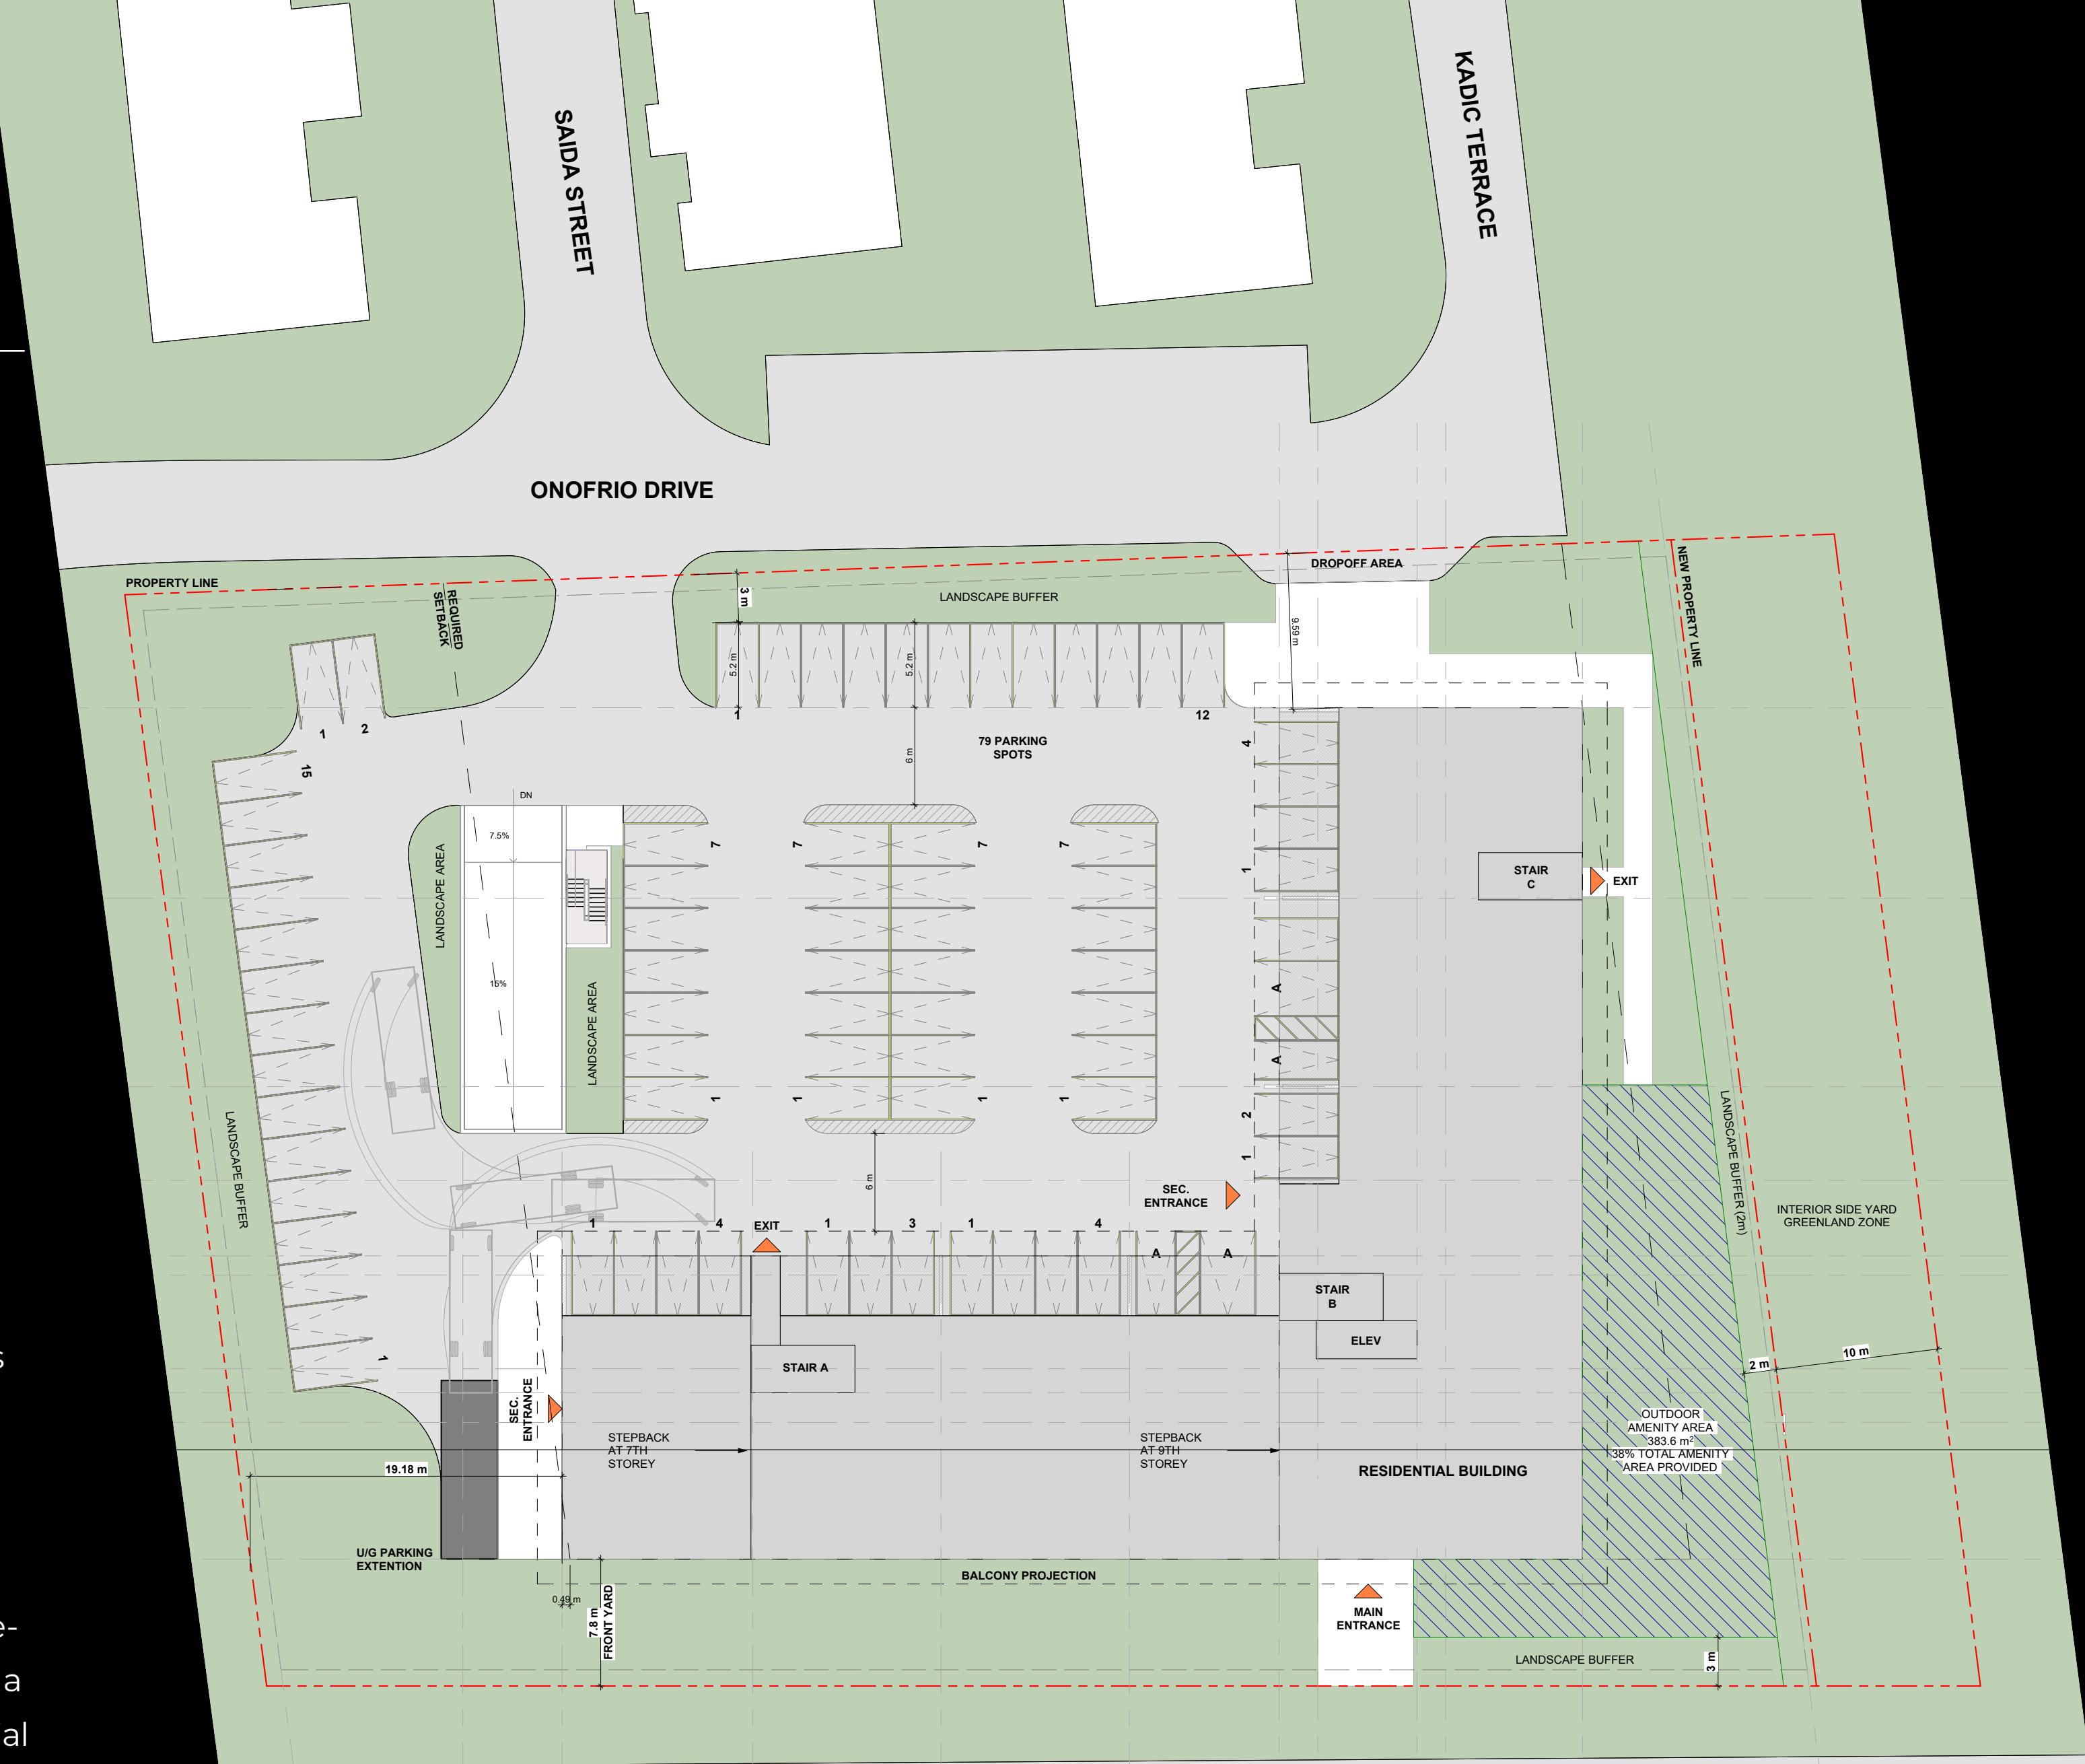 SAIDA STREET
KADIC TERRACE
ONOFRIO DRIVE
PROPERTY LINE
REQUIRED
SETBACK
3 m
LANDSCAPE BUFFER
DROPOFF AREA
9.59 m
NEW PROPERTY LINE
5.2 m
5.2 m
1
2
15
1
12
79 PARKING
SPOTS
6 m
4
DN
7.5%
15%
LANDSCAPE AREA
LANDSCAPE AREA
7
7
7
7
1
STAIR
C
EXIT
A
A
1
1
1
1
2
1
LANDSCAPE BUFFER
LANDSCAPE BUFFER (2m)
6 m
SEC.
ENTRANCE
INTERIOR SIDE YARD
GREENLAND ZONE
1
4
EXIT
1
3
1
4
A
A
STAIR
B
ELEV
STAIR A
1
2 m
10 m
SEC.
ENTRANCE
STEPBACK
AT 7TH
STOREY
STEPBACK
AT 9TH
STOREY
OUTDOOR
AMENITY AREA
383.6 m²
38% TOTAL AMENITY
AREA PROVIDED
19.18 m
RESIDENTIAL BUILDING
U/G PARKING
EXTENTION
BALCONY PROJECTION
0.49 m
7.8 m
FRONT YARD
MAIN
ENTRANCE
LANDSCAPE BUFFER
3 m
s
e-
a
al